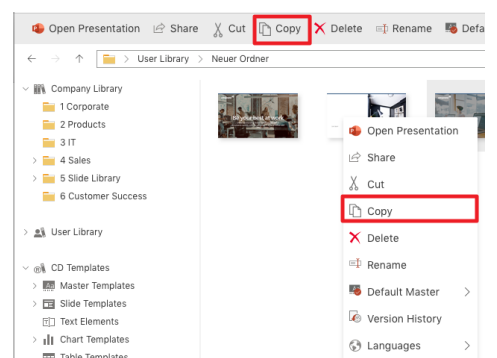 Open Presentation Share Cut Copy Delete Rename Defa
User Library > Neuer Ordner
Company Library
1 Corporate
2 Products
3 IT
4 Sales
5 Slide Library
6 Customer Success
User Library
CD Templates
Master Templates
Slide Templates
Text Elements
Chart Templates
Table Templates
Open Presentation
Share
Cut
Copy
Delete
Rename
Default Master
Version History
Languages